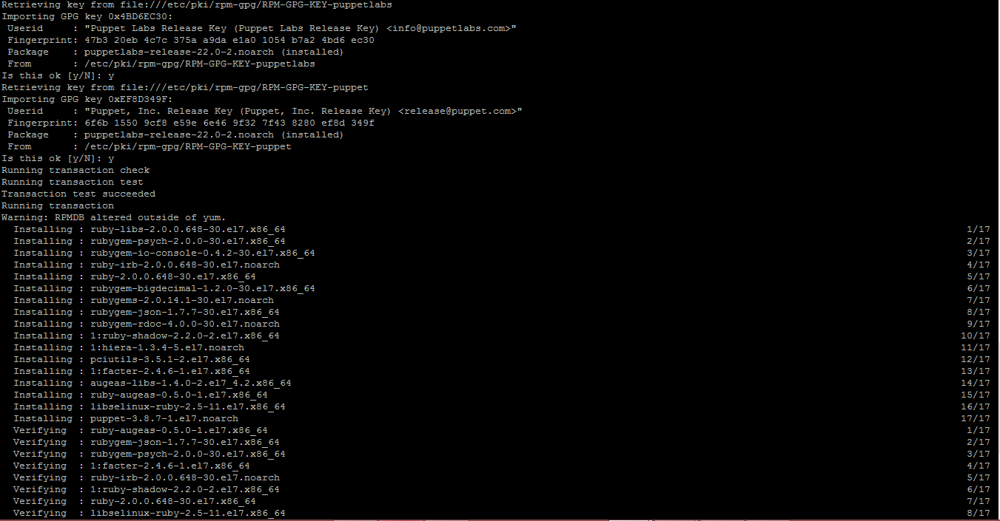 Retrieving key from file:///etc/pki/rpm-gpg/RPM-GPG-KEY-puppetlabs
Importing GPG key 0x4BD6EC30:
 Userid     : "Puppet Labs Release Key (Puppet Labs Release Key) <info@puppetlabs.com>"
 Fingerprint: 47b3 20eb 4c7c 375a a9da e1a0 1054 b7a2 4bd6 ec30
 Package    : puppetlabs-release-22.0-2.noarch (installed)
 From       : /etc/pki/rpm-gpg/RPM-GPG-KEY-puppetlabs
Is this ok [y/N]: y
Retrieving key from file:///etc/pki/rpm-gpg/RPM-GPG-KEY-puppet
Importing GPG key 0xEF8D349F:
 Userid     : "Puppet, Inc. Release Key (Puppet, Inc. Release Key) <release@puppet.com>"
 Fingerprint: 6f6b 1550 9cf8 e59e 6e46 9f32 7f43 8280 ef8d 349f
 Package    : puppetlabs-release-22.0-2.noarch (installed)
 From       : /etc/pki/rpm-gpg/RPM-GPG-KEY-puppet
Is this ok [y/N]: y
Running transaction check
Running transaction test
Transaction test succeeded
Running transaction
Warning: RPMDB altered outside of yum.
  Installing : ruby-libs-2.0.0.648-30.el7.x86_64 1/17
  Installing : rubygem-psych-2.0.0-30.el7.x86_64 2/17
  Installing : rubygem-io-console-0.4.2-30.el7.x86_64 3/17
  Installing : ruby-irb-2.0.0.648-30.el7.noarch 4/17
  Installing : ruby-2.0.0.648-30.el7.x86_64 5/17
  Installing : rubygem-bigdecimal-1.2.0-30.el7.x86_64 6/17
  Installing : rubygems-2.0.14.1-30.el7.noarch 7/17
  Installing : rubygem-json-1.7.7-30.el7.x86_64 8/17
  Installing : rubygem-rdoc-4.0.0-30.el7.noarch 9/17
  Installing : 1:ruby-shadow-2.2.0-2.el7.x86_64 10/17
  Installing : 1:hiera-1.3.4-5.el7.noarch 11/17
  Installing : pciutils-3.5.1-2.el7.x86_64 12/17
  Installing : 1:facter-2.4.6-1.el7.x86_64 13/17
  Installing : augeas-libs-1.4.0-2.el7_4.2.x86_64 14/17
  Installing : ruby-augeas-0.5.0-1.el7.x86_64 15/17
  Installing : libselinux-ruby-2.5-11.el7.x86_64 16/17
  Installing : puppet-3.8.7-1.el7.noarch 17/17
  Verifying  : ruby-augeas-0.5.0-1.el7.x86_64 1/17
  Verifying  : rubygem-json-1.7.7-30.el7.x86_64 2/17
  Verifying  : rubygem-psych-2.0.0-30.el7.x86_64 3/17
  Verifying  : 1:facter-2.4.6-1.el7.x86_64 4/17
  Verifying  : ruby-irb-2.0.0.648-30.el7.noarch 5/17
  Verifying  : 1:ruby-shadow-2.2.0-2.el7.x86_64 6/17
  Verifying  : ruby-2.0.0.648-30.el7.x86_64 7/17
  Verifying  : libselinux-ruby-2.5-11.el7.x86_64 8/17